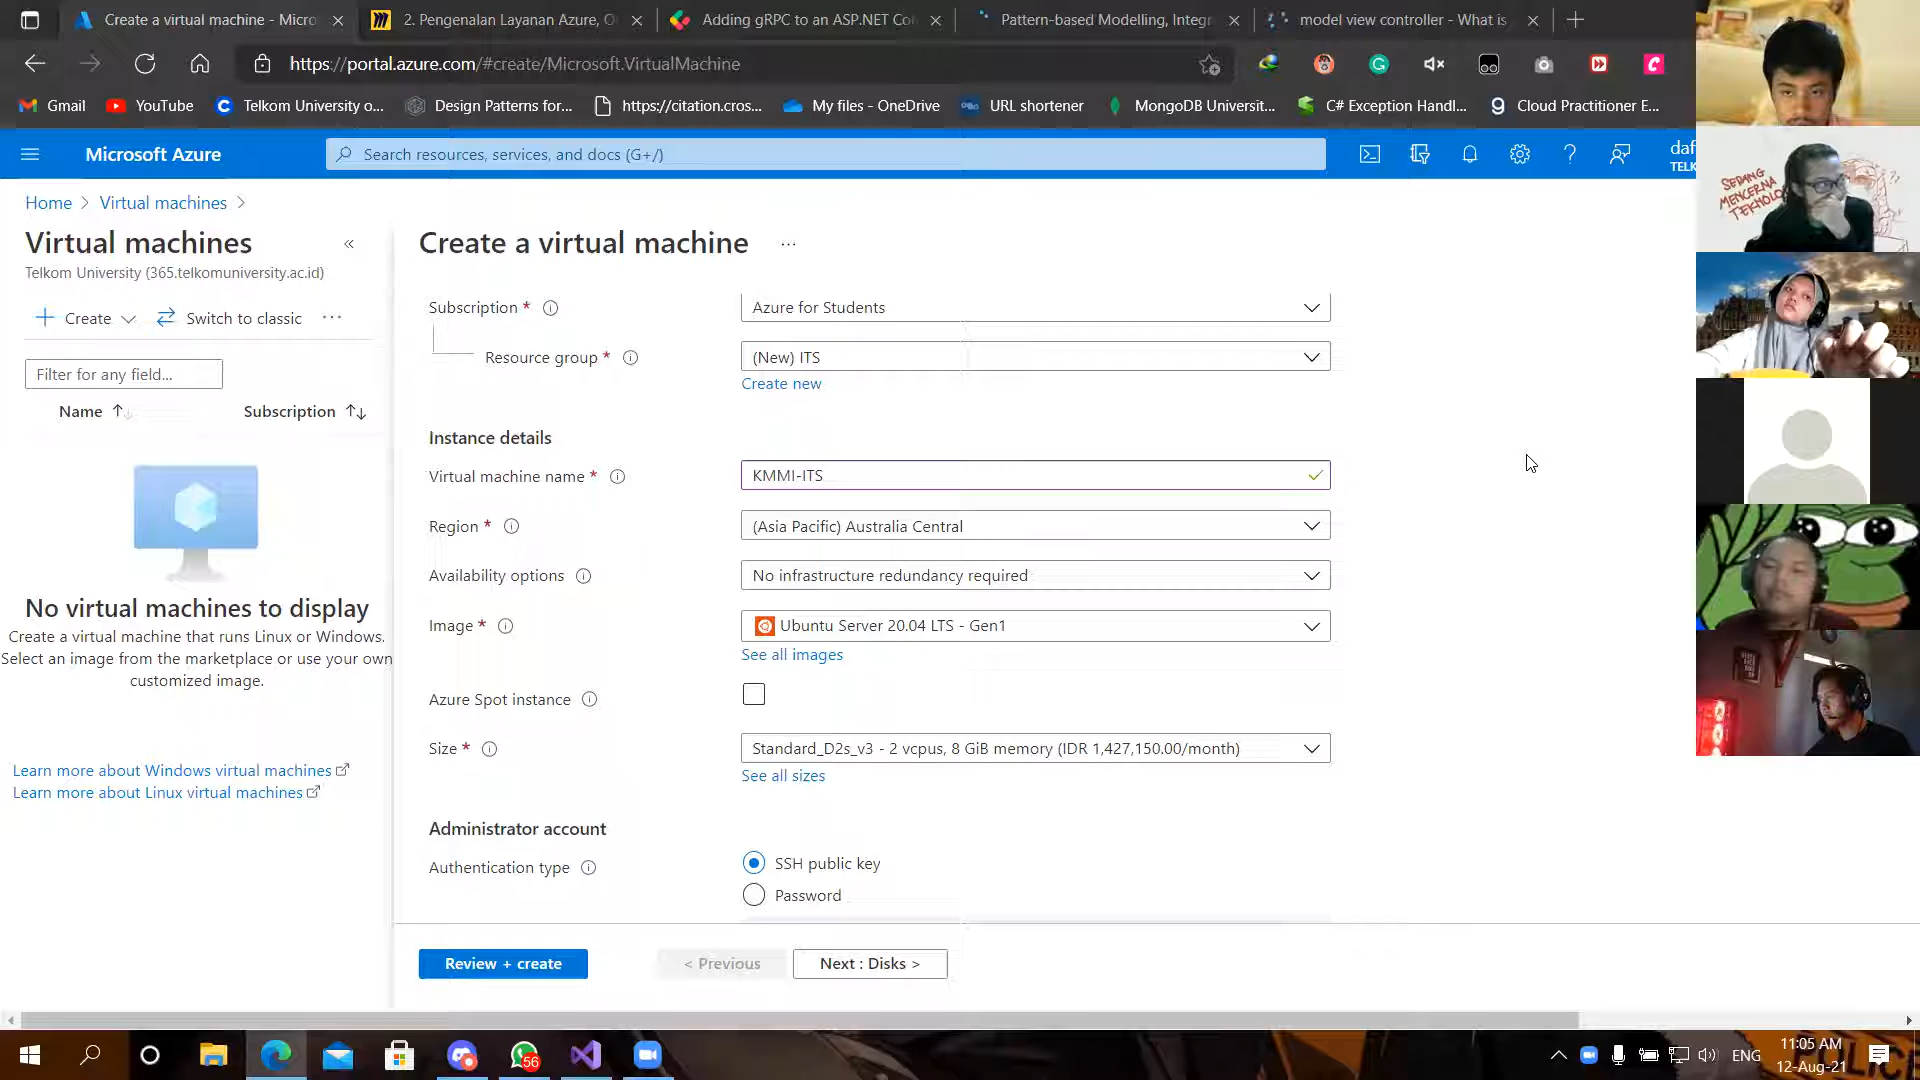 Create a virtual machine - Micro
2. Pengenalan Layanan Azure, O
Adding gRPC to an ASP.NET Co
Pattern-based Modelling, Integr
model view controller - What is
https://portal.azure.com/#create/Microsoft.VirtualMachine
Gmail
YouTube
Telkom University o...
Design Patterns for...
https://citation.cros...
My files - OneDrive
URL shortener
MongoDB Universit...
C# Exception Handl...
Cloud Practitioner E...
Microsoft Azure
Search resources, services, and docs (G+/)
daf
TELK
Home > Virtual machines >
Virtual machines
Telkom University (365.telkomuniversity.ac.id)
Create
Switch to classic
Filter for any field...
Name
Subscription
No virtual machines to display
Create a virtual machine that runs Linux or Windows.
Select an image from the marketplace or use your own
customized image.
Learn more about Windows virtual machines
Learn more about Linux virtual machines
Create a virtual machine
Subscription *
Azure for Students
Resource group *
(New) ITS
Create new
Instance details
Virtual machine name *
KMMI-ITS
Region *
(Asia Pacific) Australia Central
Availability options
No infrastructure redundancy required
Image *
Ubuntu Server 20.04 LTS - Gen1
See all images
Azure Spot instance
Size *
Standard_D2s_v3 - 2 vcpus, 8 GiB memory (IDR 1,427,150.00/month)
See all sizes
Administrator account
Authentication type
SSH public key
Password
Review + create
< Previous
Next : Disks >
SEDANG
MENCERNA
TEKNOLO
56
ENG
11:05 AM
12-Aug-21